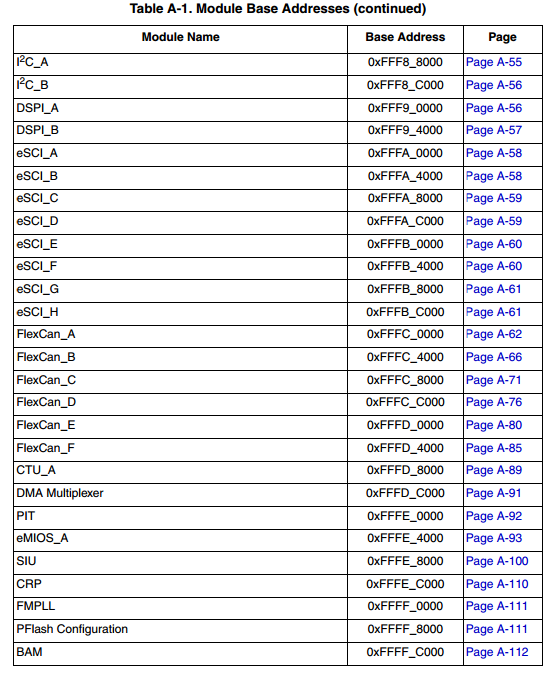 Table A-1. Module Base Addresses (continued)
Module Name Base Address Page
I²C_A 0xFFF8_8000 Page A-55
I²C_B 0xFFF8_C000 Page A-56
DSPI_A 0xFFF9_0000 Page A-56
DSPI_B 0xFFF9_4000 Page A-57
eSCI_A 0xFFFA_0000 Page A-58
eSCI_B 0xFFFA_4000 Page A-58
eSCI_C 0xFFFA_8000 Page A-59
eSCI_D 0xFFFA_C000 Page A-59
eSCI_E 0xFFFB_0000 Page A-60
eSCI_F 0xFFFB_4000 Page A-60
eSCI_G 0xFFFB_8000 Page A-61
eSCI_H 0xFFFB_C000 Page A-61
FlexCan_A 0xFFFC_0000 Page A-62
FlexCan_B 0xFFFC_4000 Page A-66
FlexCan_C 0xFFFC_8000 Page A-71
FlexCan_D 0xFFFC_C000 Page A-76
FlexCan_E 0xFFFD_0000 Page A-80
FlexCan_F 0xFFFD_4000 Page A-85
CTU_A 0xFFFD_8000 Page A-89
DMA Multiplexer 0xFFFD_C000 Page A-91
PIT 0xFFFE_0000 Page A-92
eMIOS_A 0xFFFE_4000 Page A-93
SIU 0xFFFE_8000 Page A-100
CRP 0xFFFE_C000 Page A-110
FMPLL 0xFFFF_0000 Page A-111
PFlash Configuration 0xFFFF_8000 Page A-111
BAM 0xFFFF_C000 Page A-112